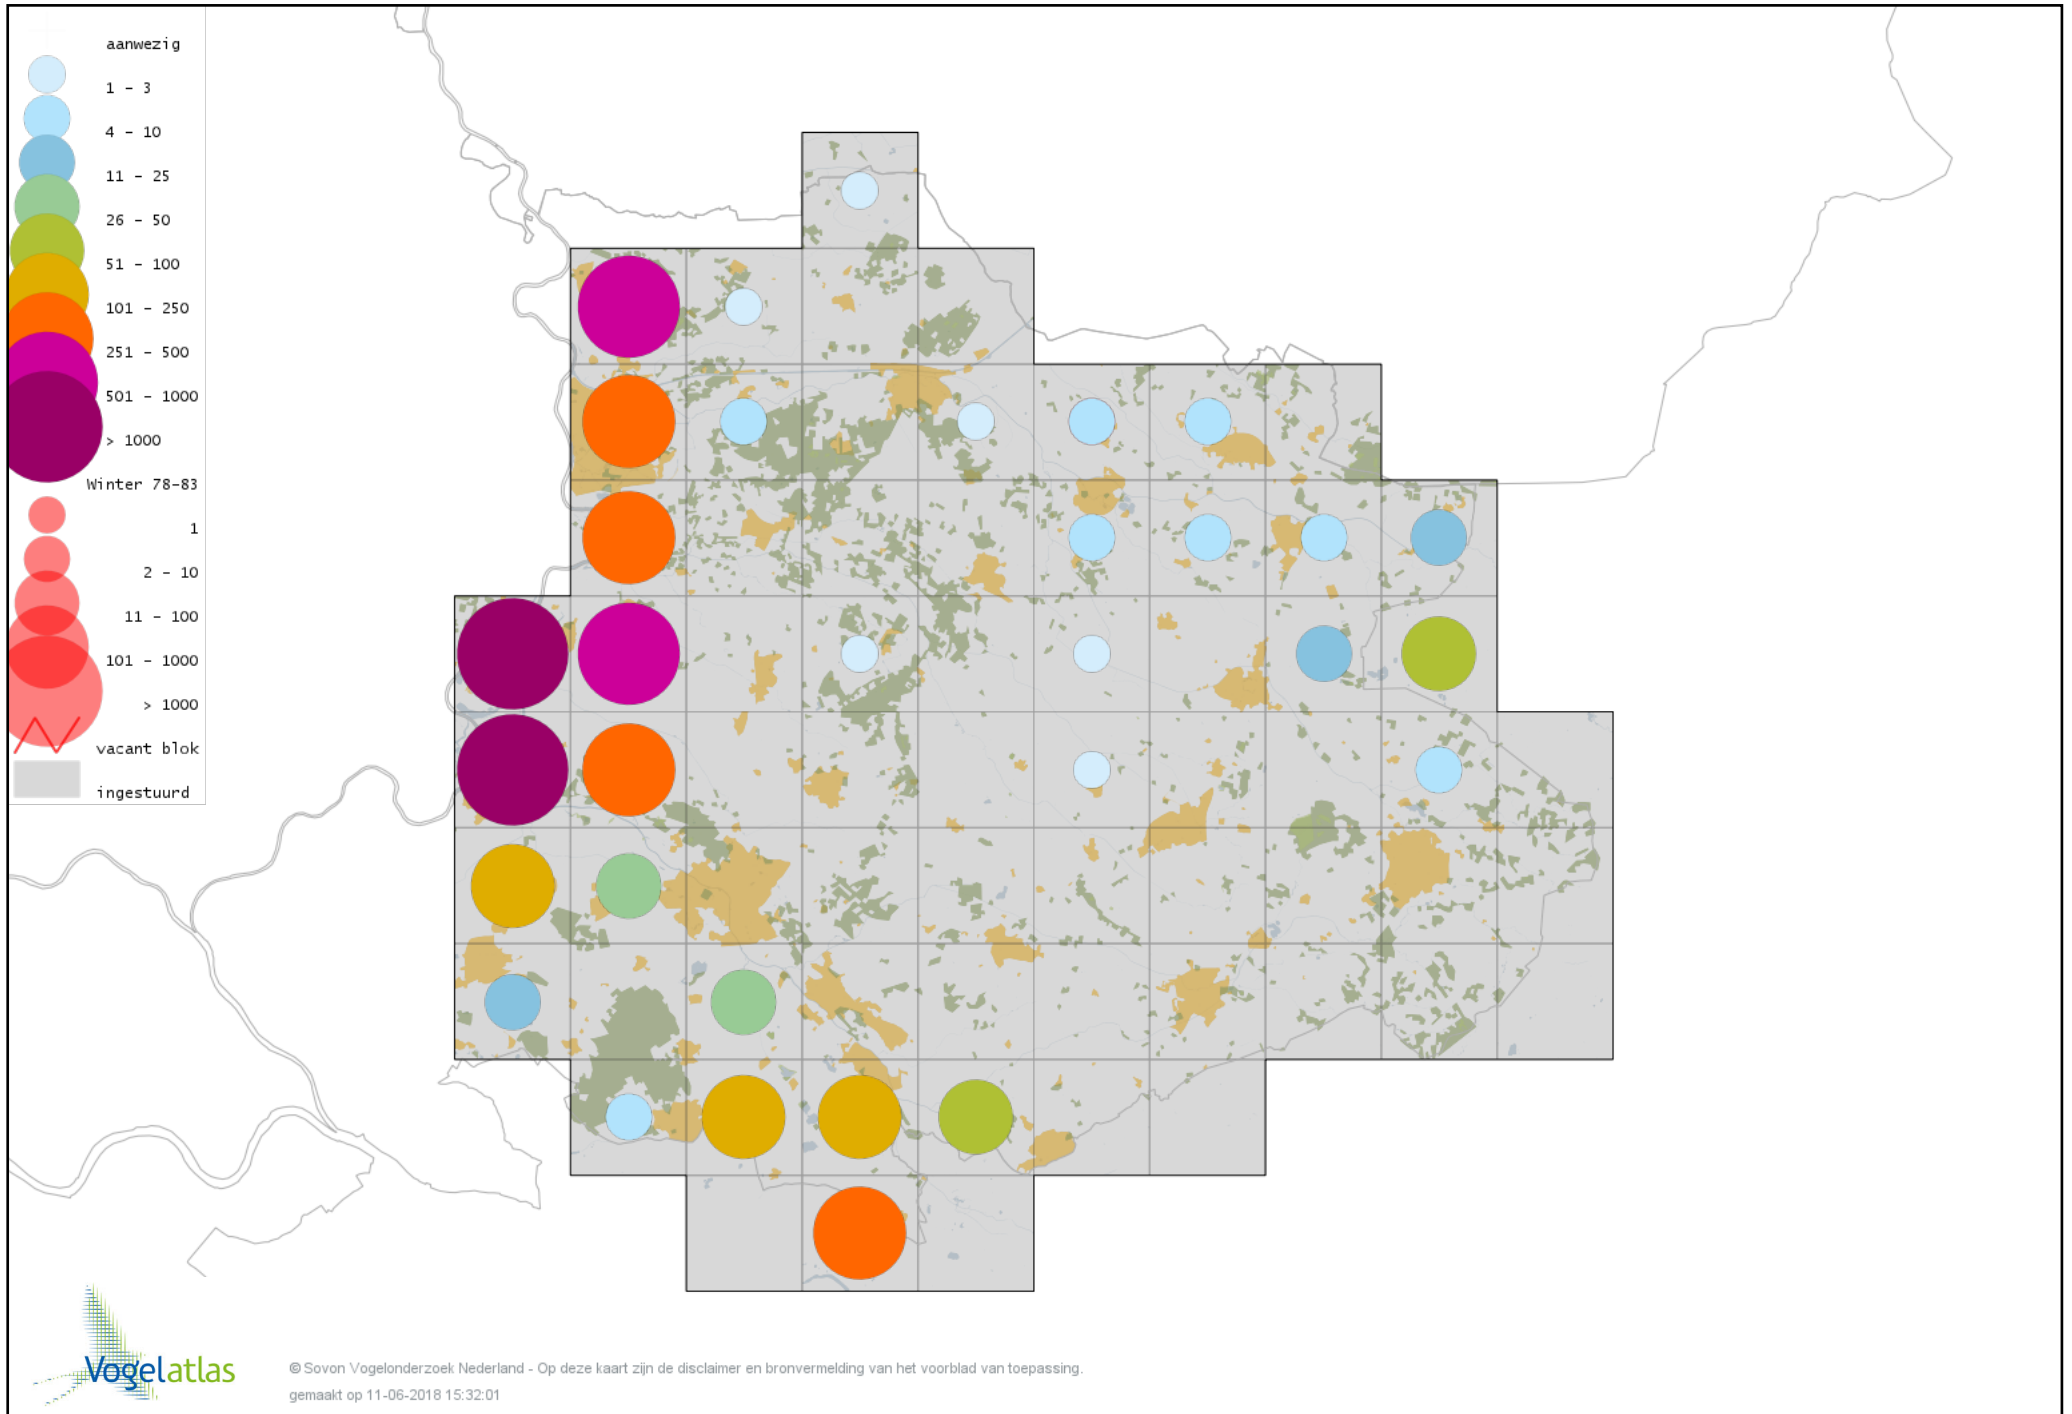 aanwezig
1 – 3
4 – 10
11 – 25
26 – 50
51 – 100
101 – 250
251 – 500
501 – 1000
> 1000
Winter 78-83
1
2 – 10
11 – 100
101 – 1000
> 1000
vacant blok
ingestuurd
Vogelatlas
© Sovon Vogelonderzoek Nederland - Op deze kaart zijn de disclaimer en bronvermelding van het voorblad van toepassing.
gemaakt op 11-06-2018 15:32:01